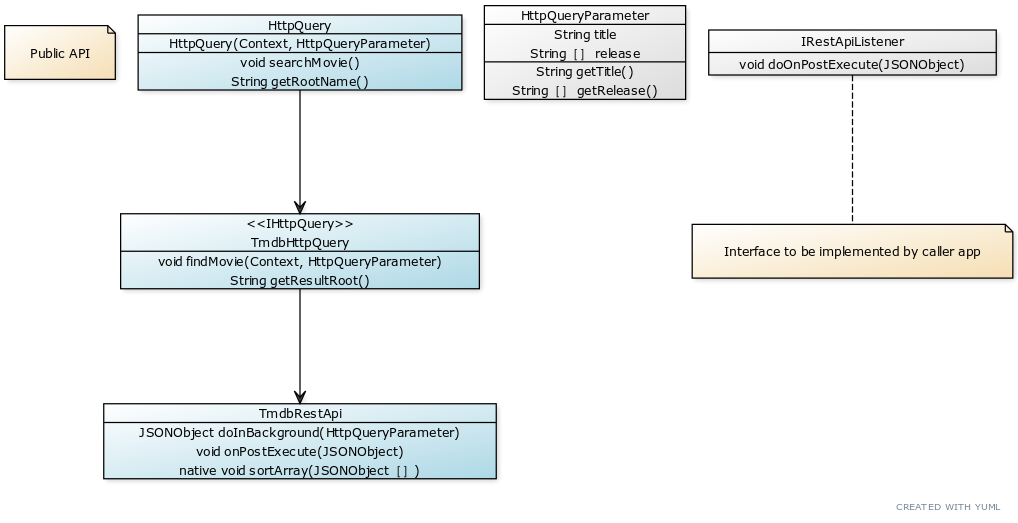 Public API
HttpQuery
HttpQuery(Context, HttpQueryParameter)
void searchMovie()
String getRootName()
HttpQueryParameter
String title
String [] release
String getTitle()
String [] getRelease()
IRestApiListener
void doOnPostExecute(JSONObject)
<<IHttpQuery>>
TmdbHttpQuery
void findMovie(Context, HttpQueryParameter)
String getResultRoot()
Interface to be implemented by caller app
TmdbRestApi
JSONObject doInBackground(HttpQueryParameter)
void onPostExecute(JSONObject)
native void sortArray(JSONObject [])
CREATED WITH YUML